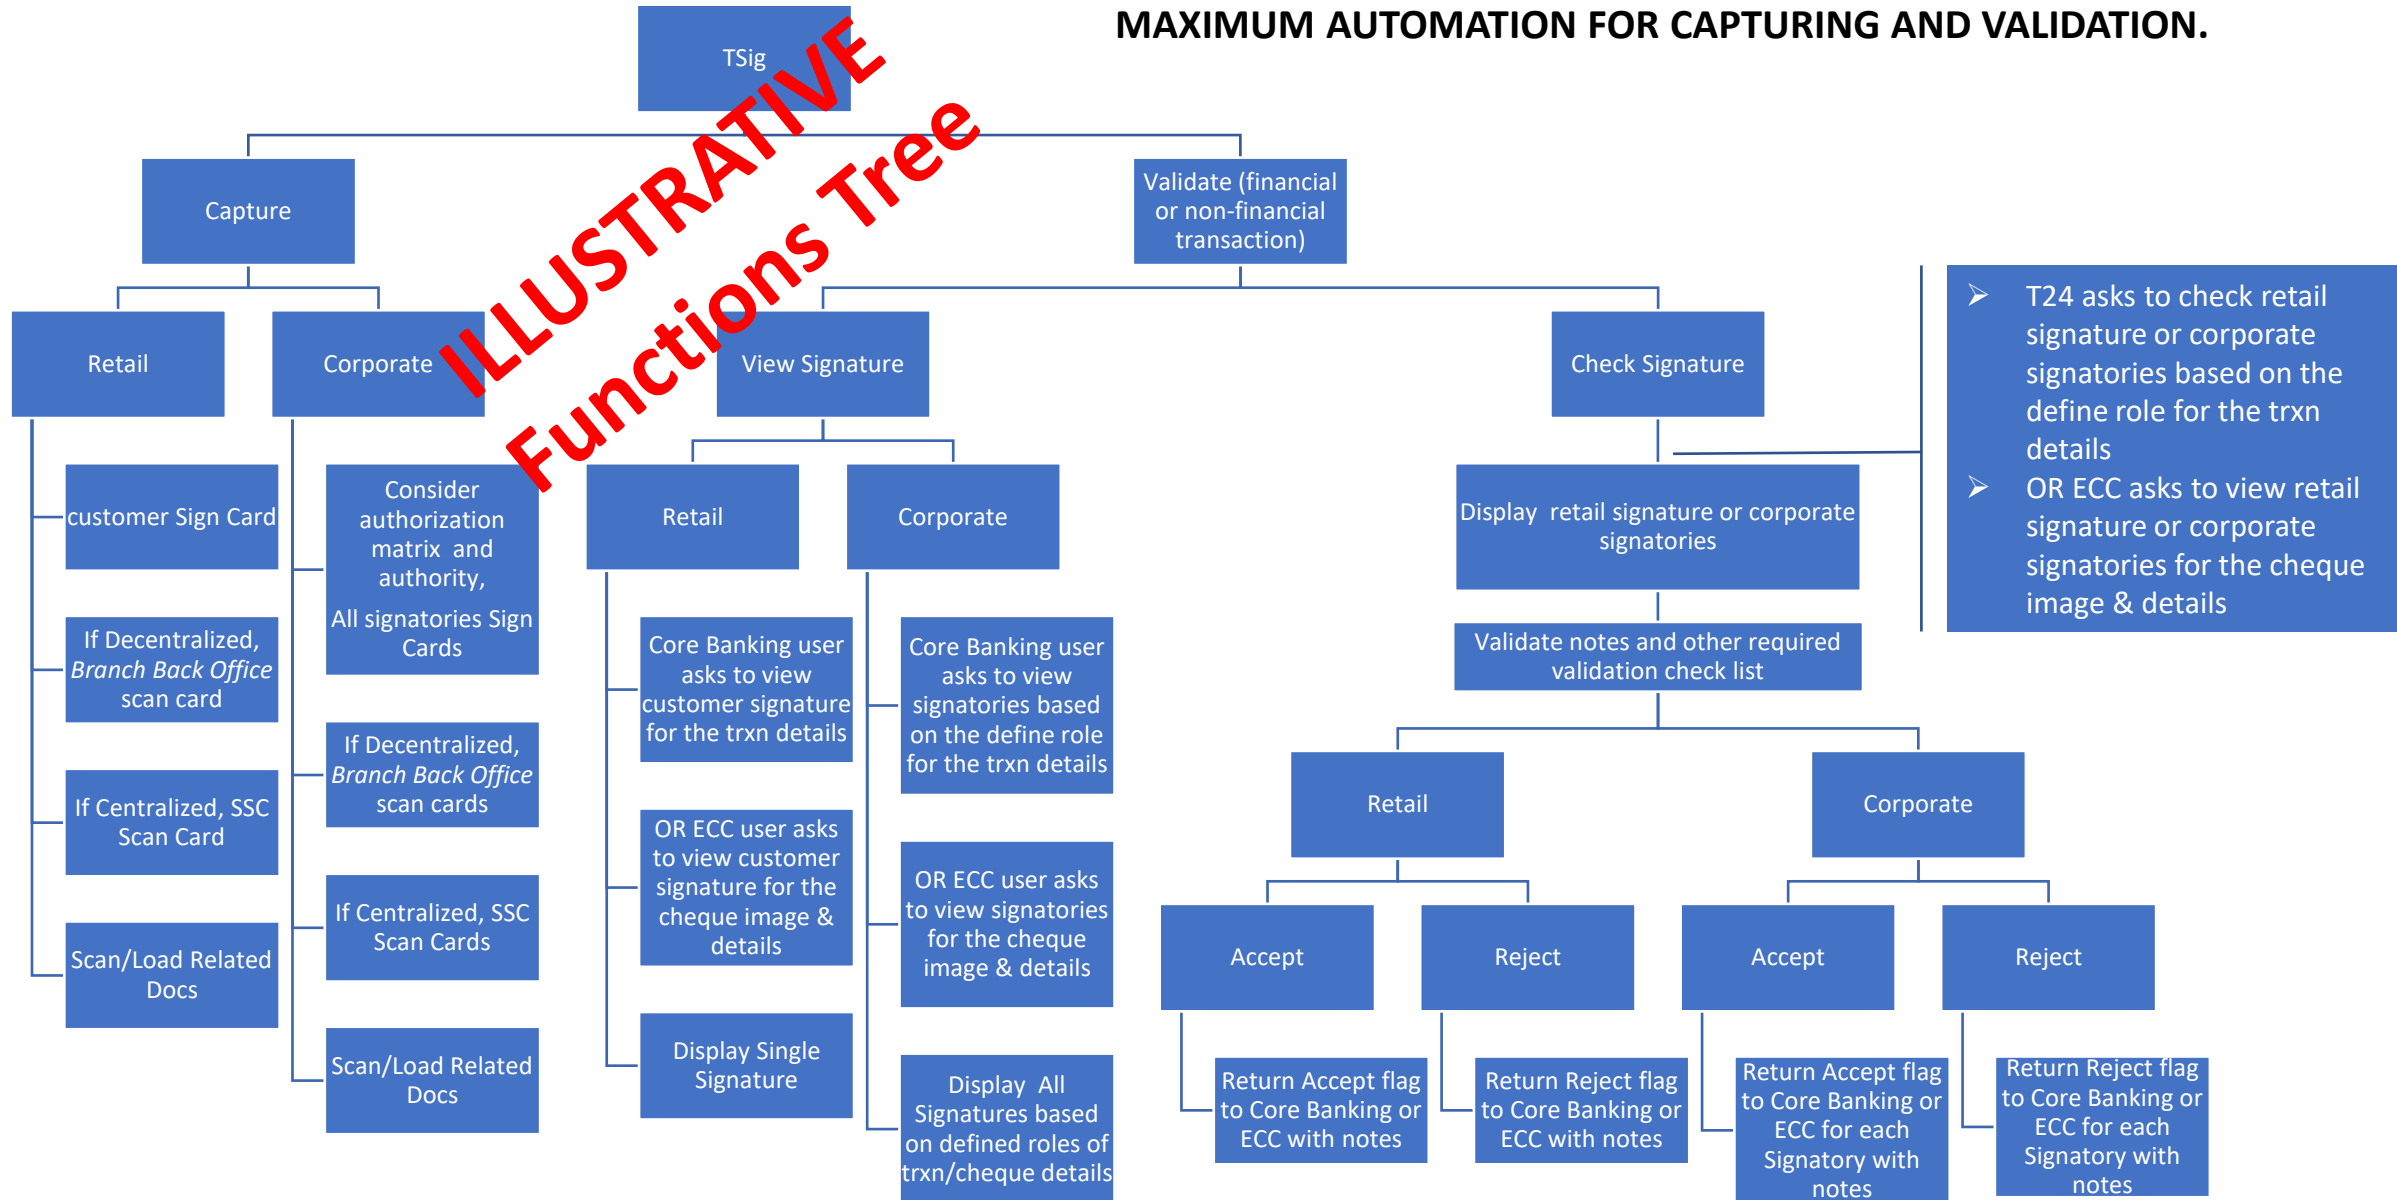 MAXIMUM AUTOMATION FOR CAPTURING AND VALIDATION.
TSig
ILLUSTRATIVE
Functions Tree
Capture
Validate (financial
or non-financial
transaction)
Retail
Corporate
View Signature
Check Signature
➢ T24 asks to check retail
signature or corporate
signatories based on the
define role for the trxn
details
➢ OR ECC asks to view retail
signature or corporate
signatories for the cheque
image & details
customer Sign Card
If Decentralized,
Branch Back Office
scan card
If Centralized, SSC
Scan Card
Scan/Load Related
Docs
Consider
authorization
matrix and
authority,
All signatories Sign
Cards
If Decentralized,
Branch Back Office
scan cards
If Centralized, SSC
Scan Cards
Scan/Load Related
Docs
Retail
Core Banking user
asks to view
customer signature
for the trxn details
OR ECC user asks
to view customer
signature for the
cheque image &
details
Display Single
Signature
Corporate
Core Banking user
asks to view
signatories based
on the define role
for the trxn details
OR ECC user asks
to view signatories
for the cheque
image & details
Display All
Signatures based
on defined roles of
trxn/cheque details
Display retail signature or corporate
signatories
Validate notes and other required
validation check list
Retail
Corporate
Accept
Reject
Accept
Reject
Return Accept flag
to Core Banking or
ECC with notes
Return Reject flag
to Core Banking or
ECC with notes
Return Accept flag
to Core Banking or
ECC for each
Signatory with
notes
Return Reject flag
to Core Banking or
ECC for each
Signatory with
notes